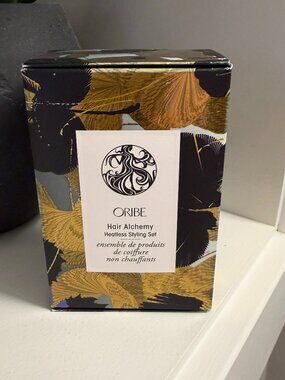 ORIBE
Hair Alchemy
Heatless Styling Set
ensemble de produits
de coiffure
non chauffants